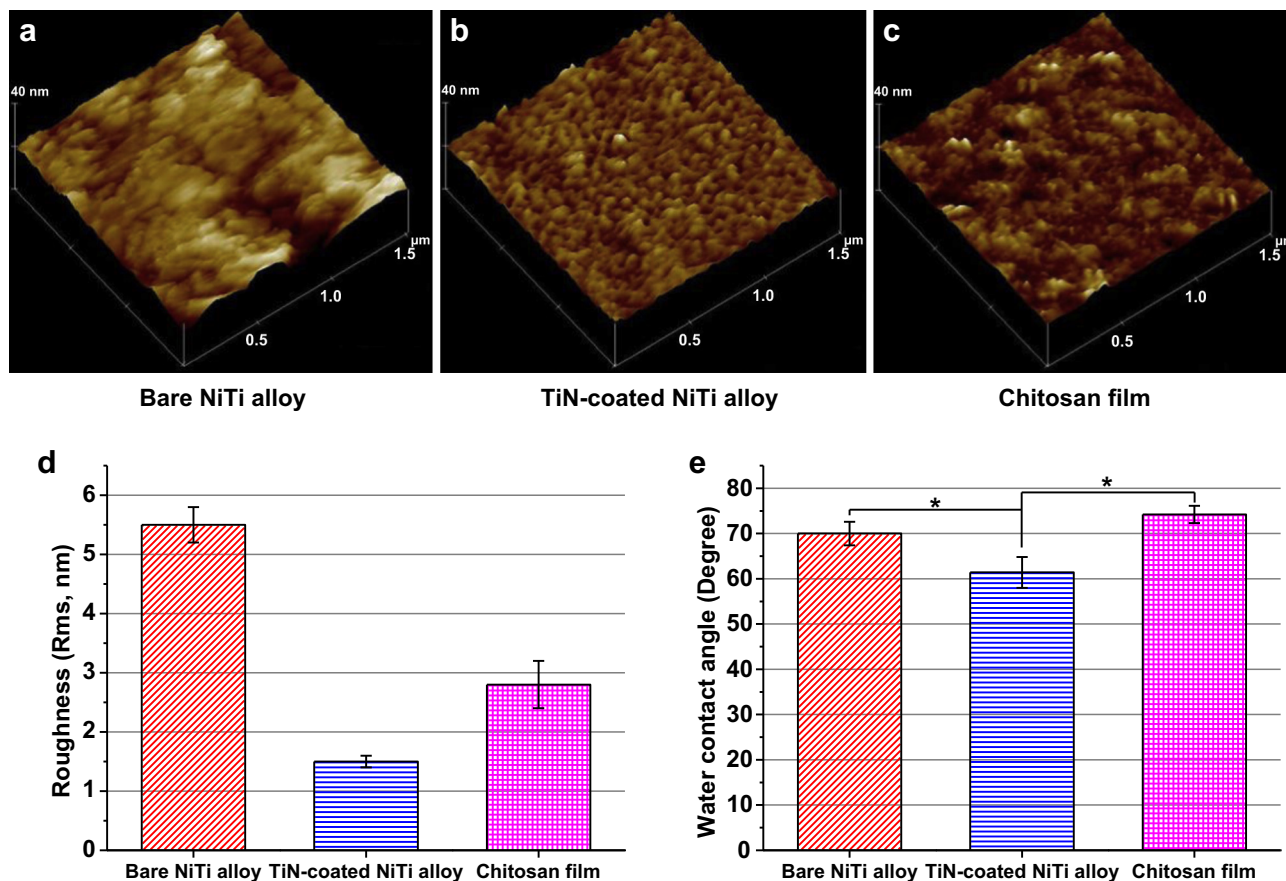 a
40 nm
0.5
1.0
1.5
µm
b
40 nm
0.5
1.0
1.5
µm
c
40 nm
0.5
1.0
1.5
µm
Bare NiTi alloy
TiN-coated NiTi alloy
Chitosan film
d
Roughness (Rms, nm)
6
5
4
3
2
1
0
Bare NiTi alloy TiN-coated NiTi alloy Chitosan film
e
Water contact angle (Degree)
80
70
60
50
40
30
20
10
0
*
*
Bare NiTi alloy TiN-coated NiTi alloy Chitosan film